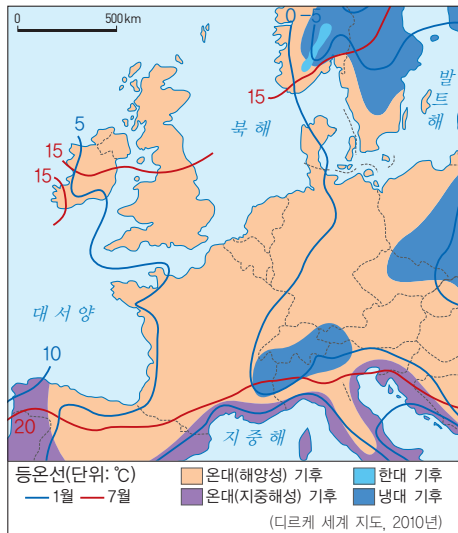 0 500km
0 -5
15
발트해
북해
5
15
15
대서양
10
20
지중해
등온선(단위: ℃)
1월 7월
온대(해양성) 기후 한대 기후
온대(지중해성) 기후 냉대 기후
(디르케 세계 지도, 2010년)